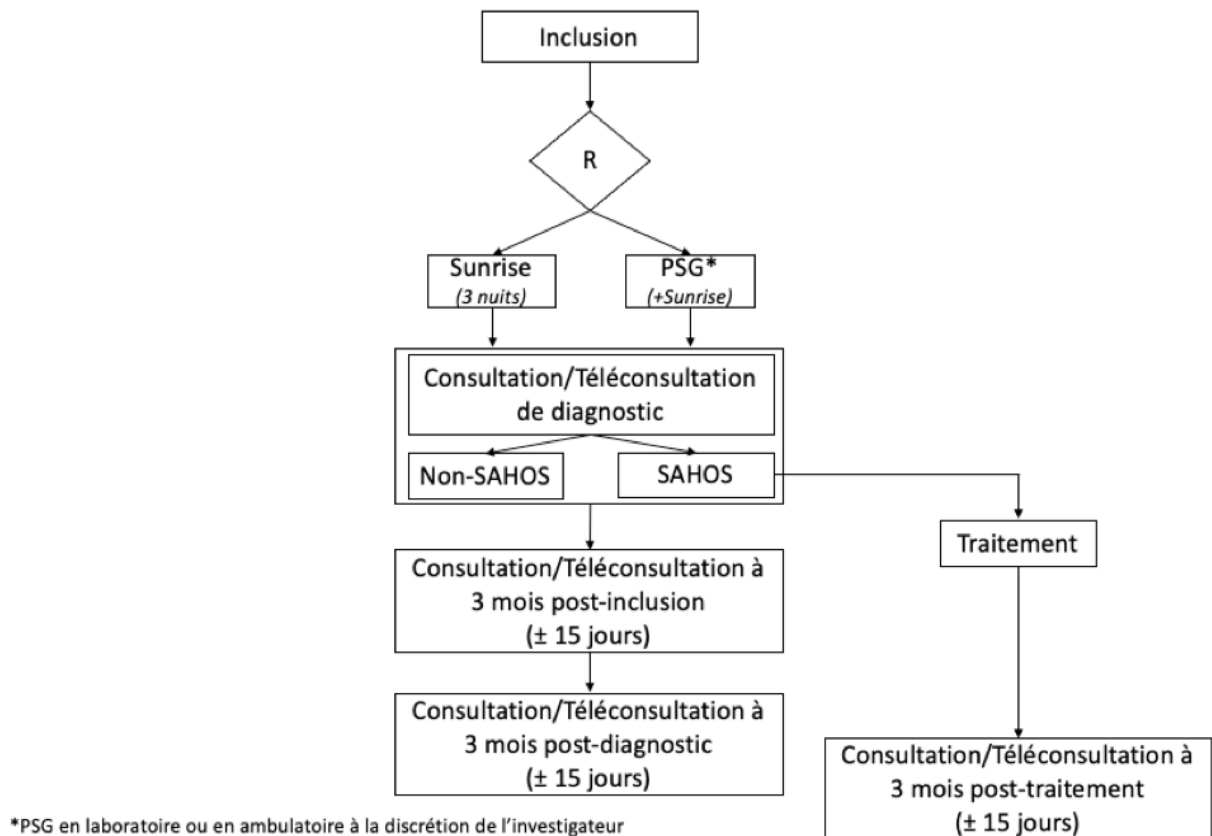 Inclusion
R
Sunrise
(3 nuits)
PSG*
(+Sunrise)
Consultation/Téléconsultation
de diagnostic
Non-SAHOS
SAHOS
Traitement
Consultation/Téléconsultation à
3 mois post-inclusion
(± 15 jours)
Consultation/Téléconsultation à
3 mois post-diagnostic
(± 15 jours)
Consultation/Téléconsultation à
3 mois post-traitement
(± 15 jours)
*PSG en laboratoire ou en ambulatoire à la discrétion de l’investigateur